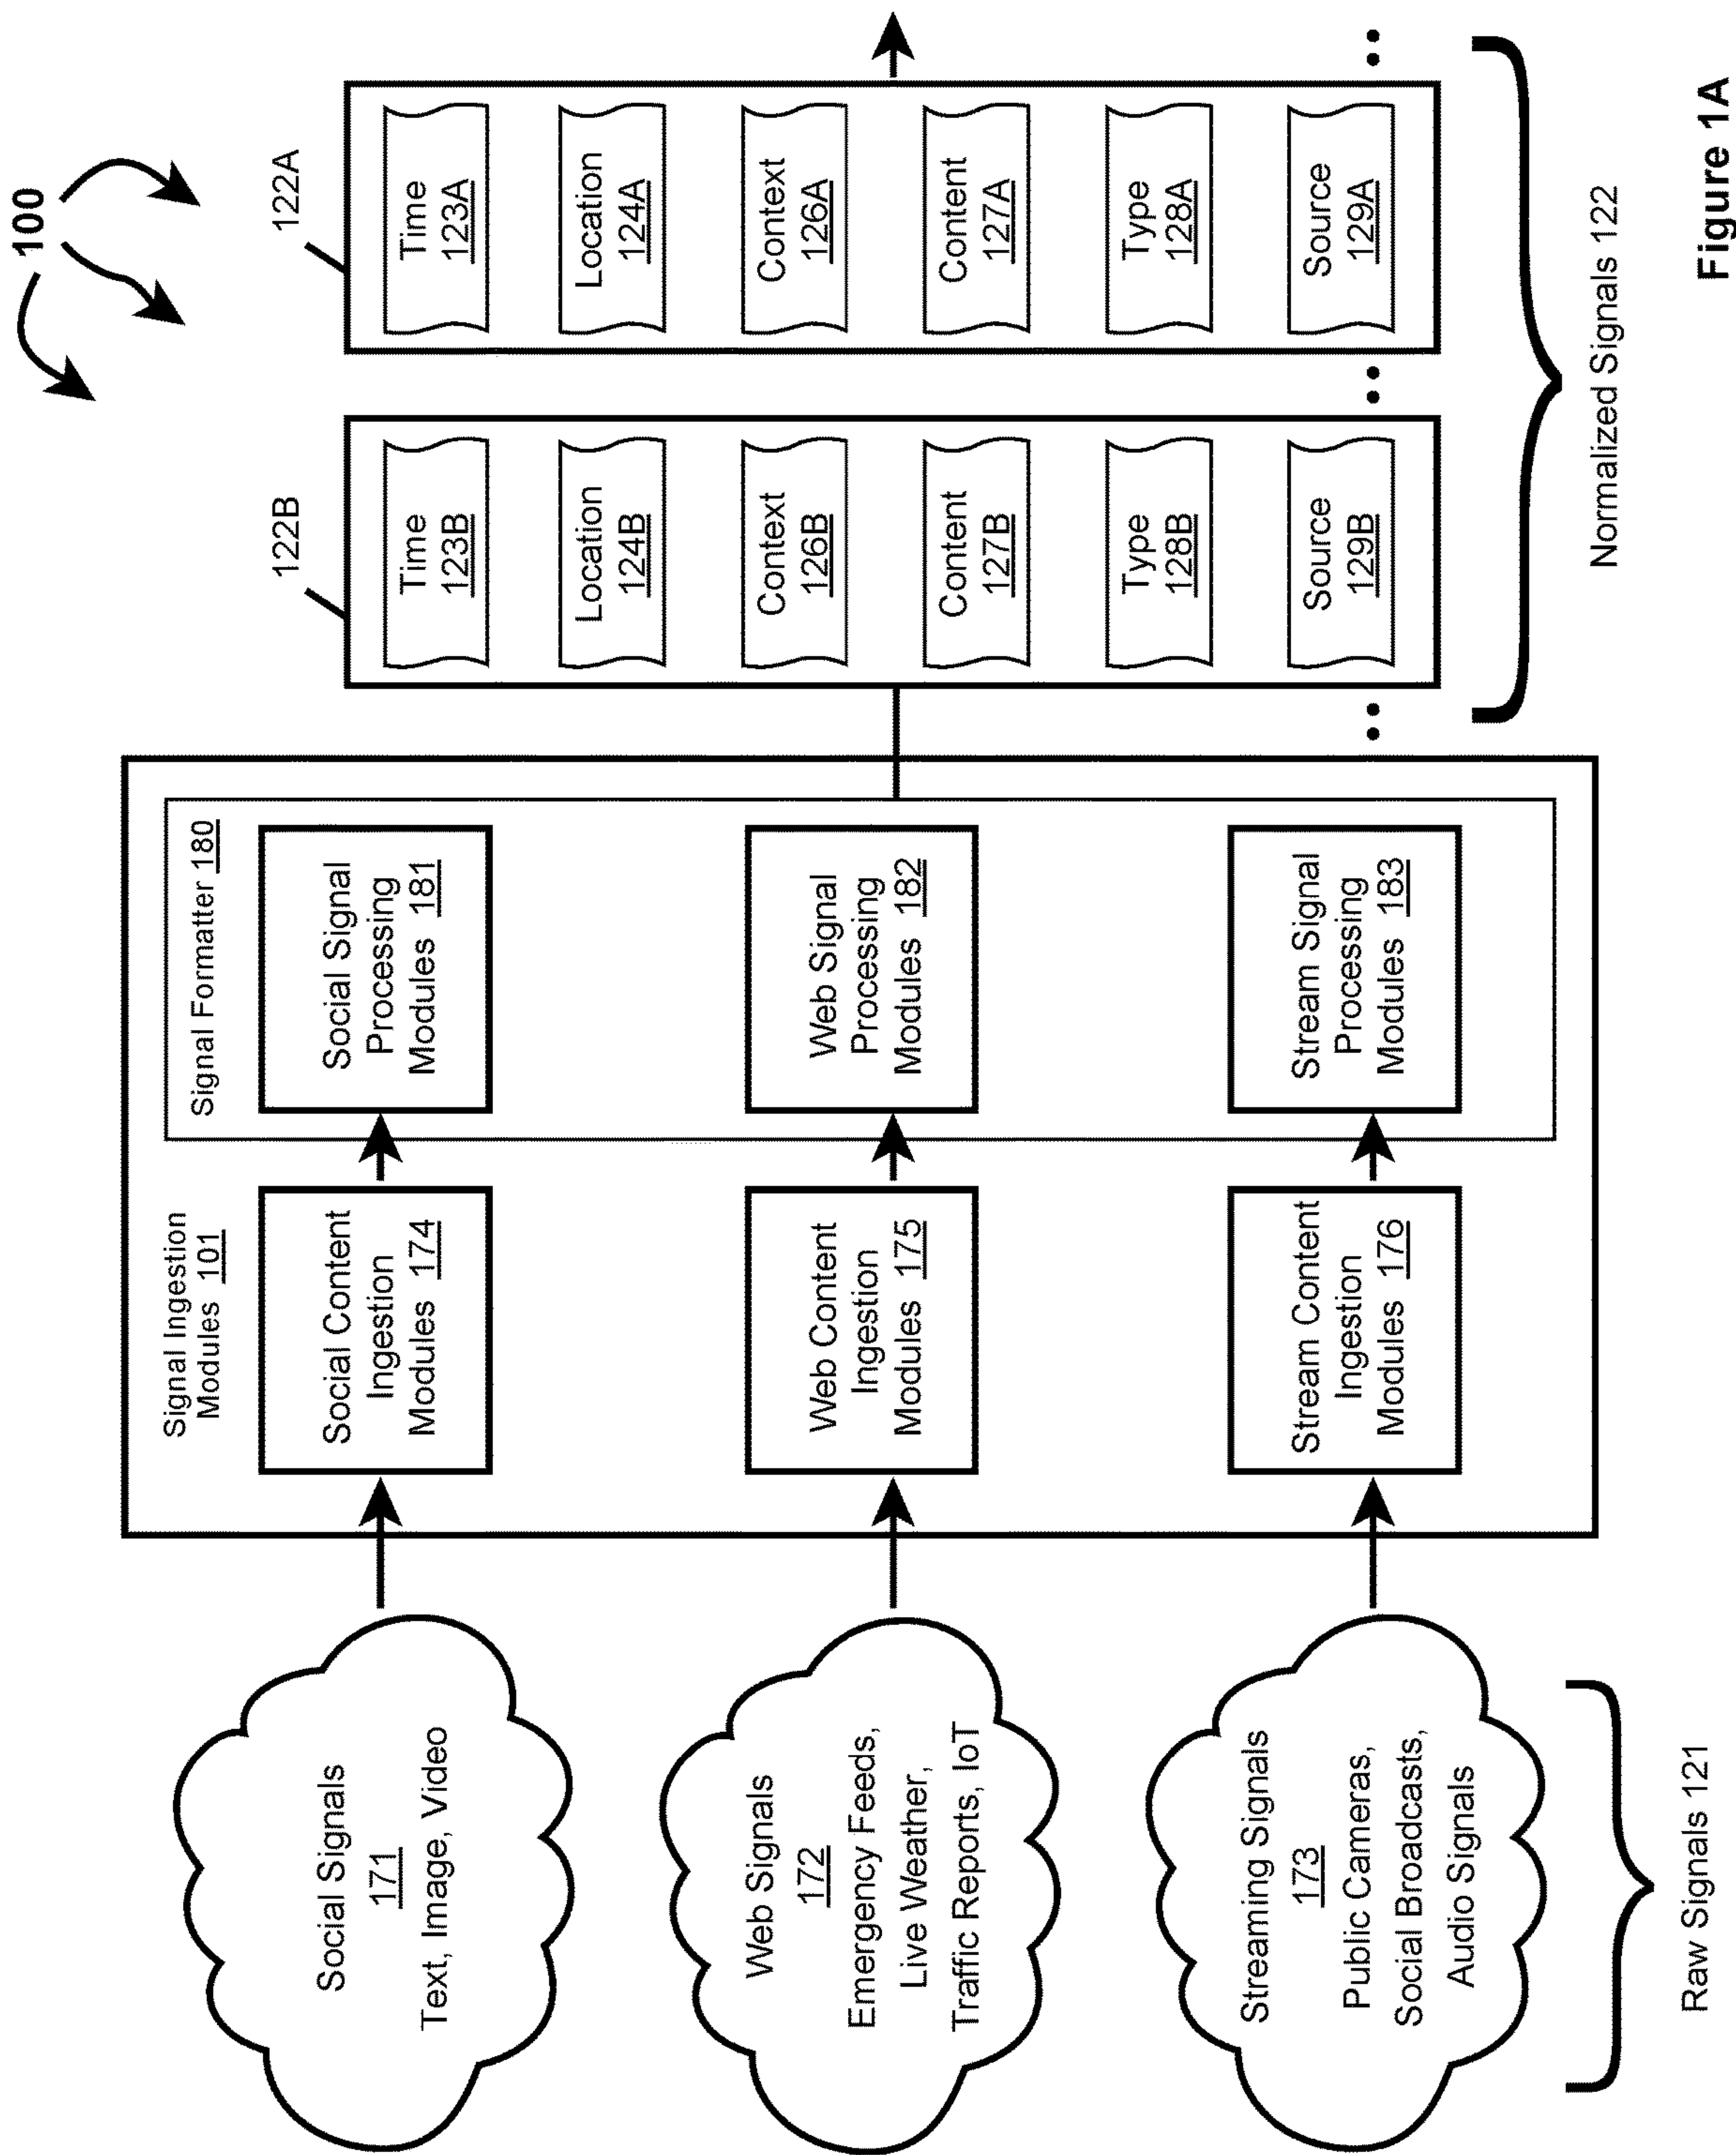 100
Social Signals
171
Text, Image, Video
Web Signals
172
Emergency Feeds,
Live Weather,
Traffic Reports, IoT
Streaming Signals
173
Public Cameras,
Social Broadcasts,
Audio Signals
Raw Signals 121
Signal Ingestion
Modules 101
Social Content
Ingestion
Modules 174
Web Content
Ingestion
Modules 175
Stream Content
Ingestion
Modules 176
Signal Formatter 180
Social Signal
Processing
Modules 181
Web Signal
Processing
Modules 182
Stream Signal
Processing
Modules 183
122B
Time
123B
Location
124B
Context
126B
Content
127B
Type
128B
Source
129B
122A
Time
123A
Location
124A
Context
126A
Content
127A
Type
128A
Source
129A
Normalized Signals 122
Figure 1A